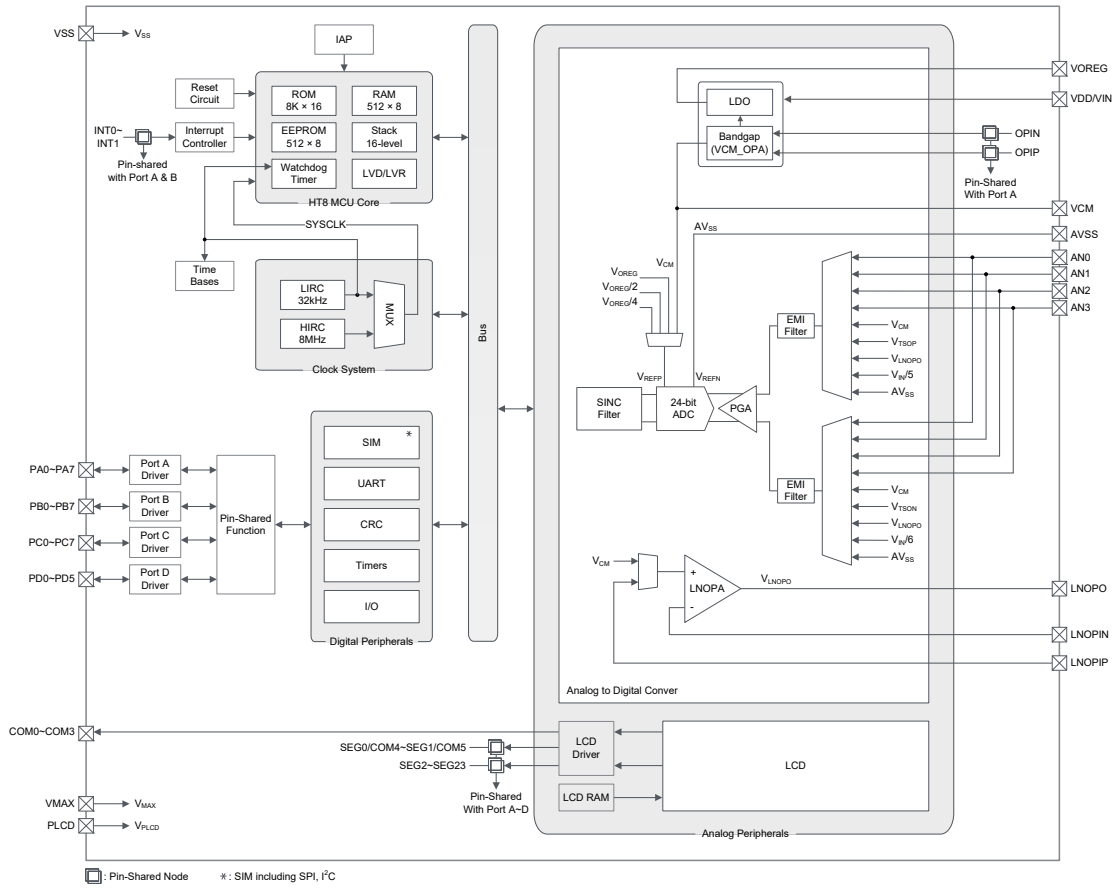 VSS
VSS
IAP
Reset
Circuit
ROM
8K × 16
RAM
512 × 8
INT0~
INT1
Interrupt
Controller
EEPROM
512 × 8
Stack
16-level
Pin-shared
with Port A & B
Watchdog
Timer
LVD/LVR
HT8 MCU Core
SYSCLK
Time
Bases
LIRC
32kHz
HIRC
8MHz
MUX
Clock System
Bus
SIM
*
UART
CRC
Timers
I/O
Digital Peripherals
PA0~PA7
Port A
Driver
PB0~PB7
Port B
Driver
PC0~PC7
Port C
Driver
PD0~PD5
Port D
Driver
Pin-Shared
Function
VOREG
LDO
VDD/VIN
Bandgap
(VCM_OPA)
OPIN
OPIP
Pin-Shared
With Port A
VCM
AVSS
AVSS
AN0
AN1
AN2
AN3
VCM
VOREG
VOREG/2
VOREG/4
EMI
Filter
VCM
VTSOP
VLNOPO
VIN/5
AVSS
VREFP
VREFN
SINC
Filter
24-bit
ADC
PGA
EMI
Filter
VCM
VTSON
VLNOPO
VIN/6
AVSS
VCM
+
LNOPA
-
VLNOPO
LNOPO
LNOPIN
LNOPIP
Analog to Digital Conver
COM0~COM3
SEG0/COM4~SEG1/COM5
SEG2~SEG23
Pin-Shared
With Port A~D
LCD
Driver
LCD
LCD RAM
Analog Peripherals
VMAX
VMAX
PLCD
VPLCD
: Pin-Shared Node
*: SIM including SPI, I²C